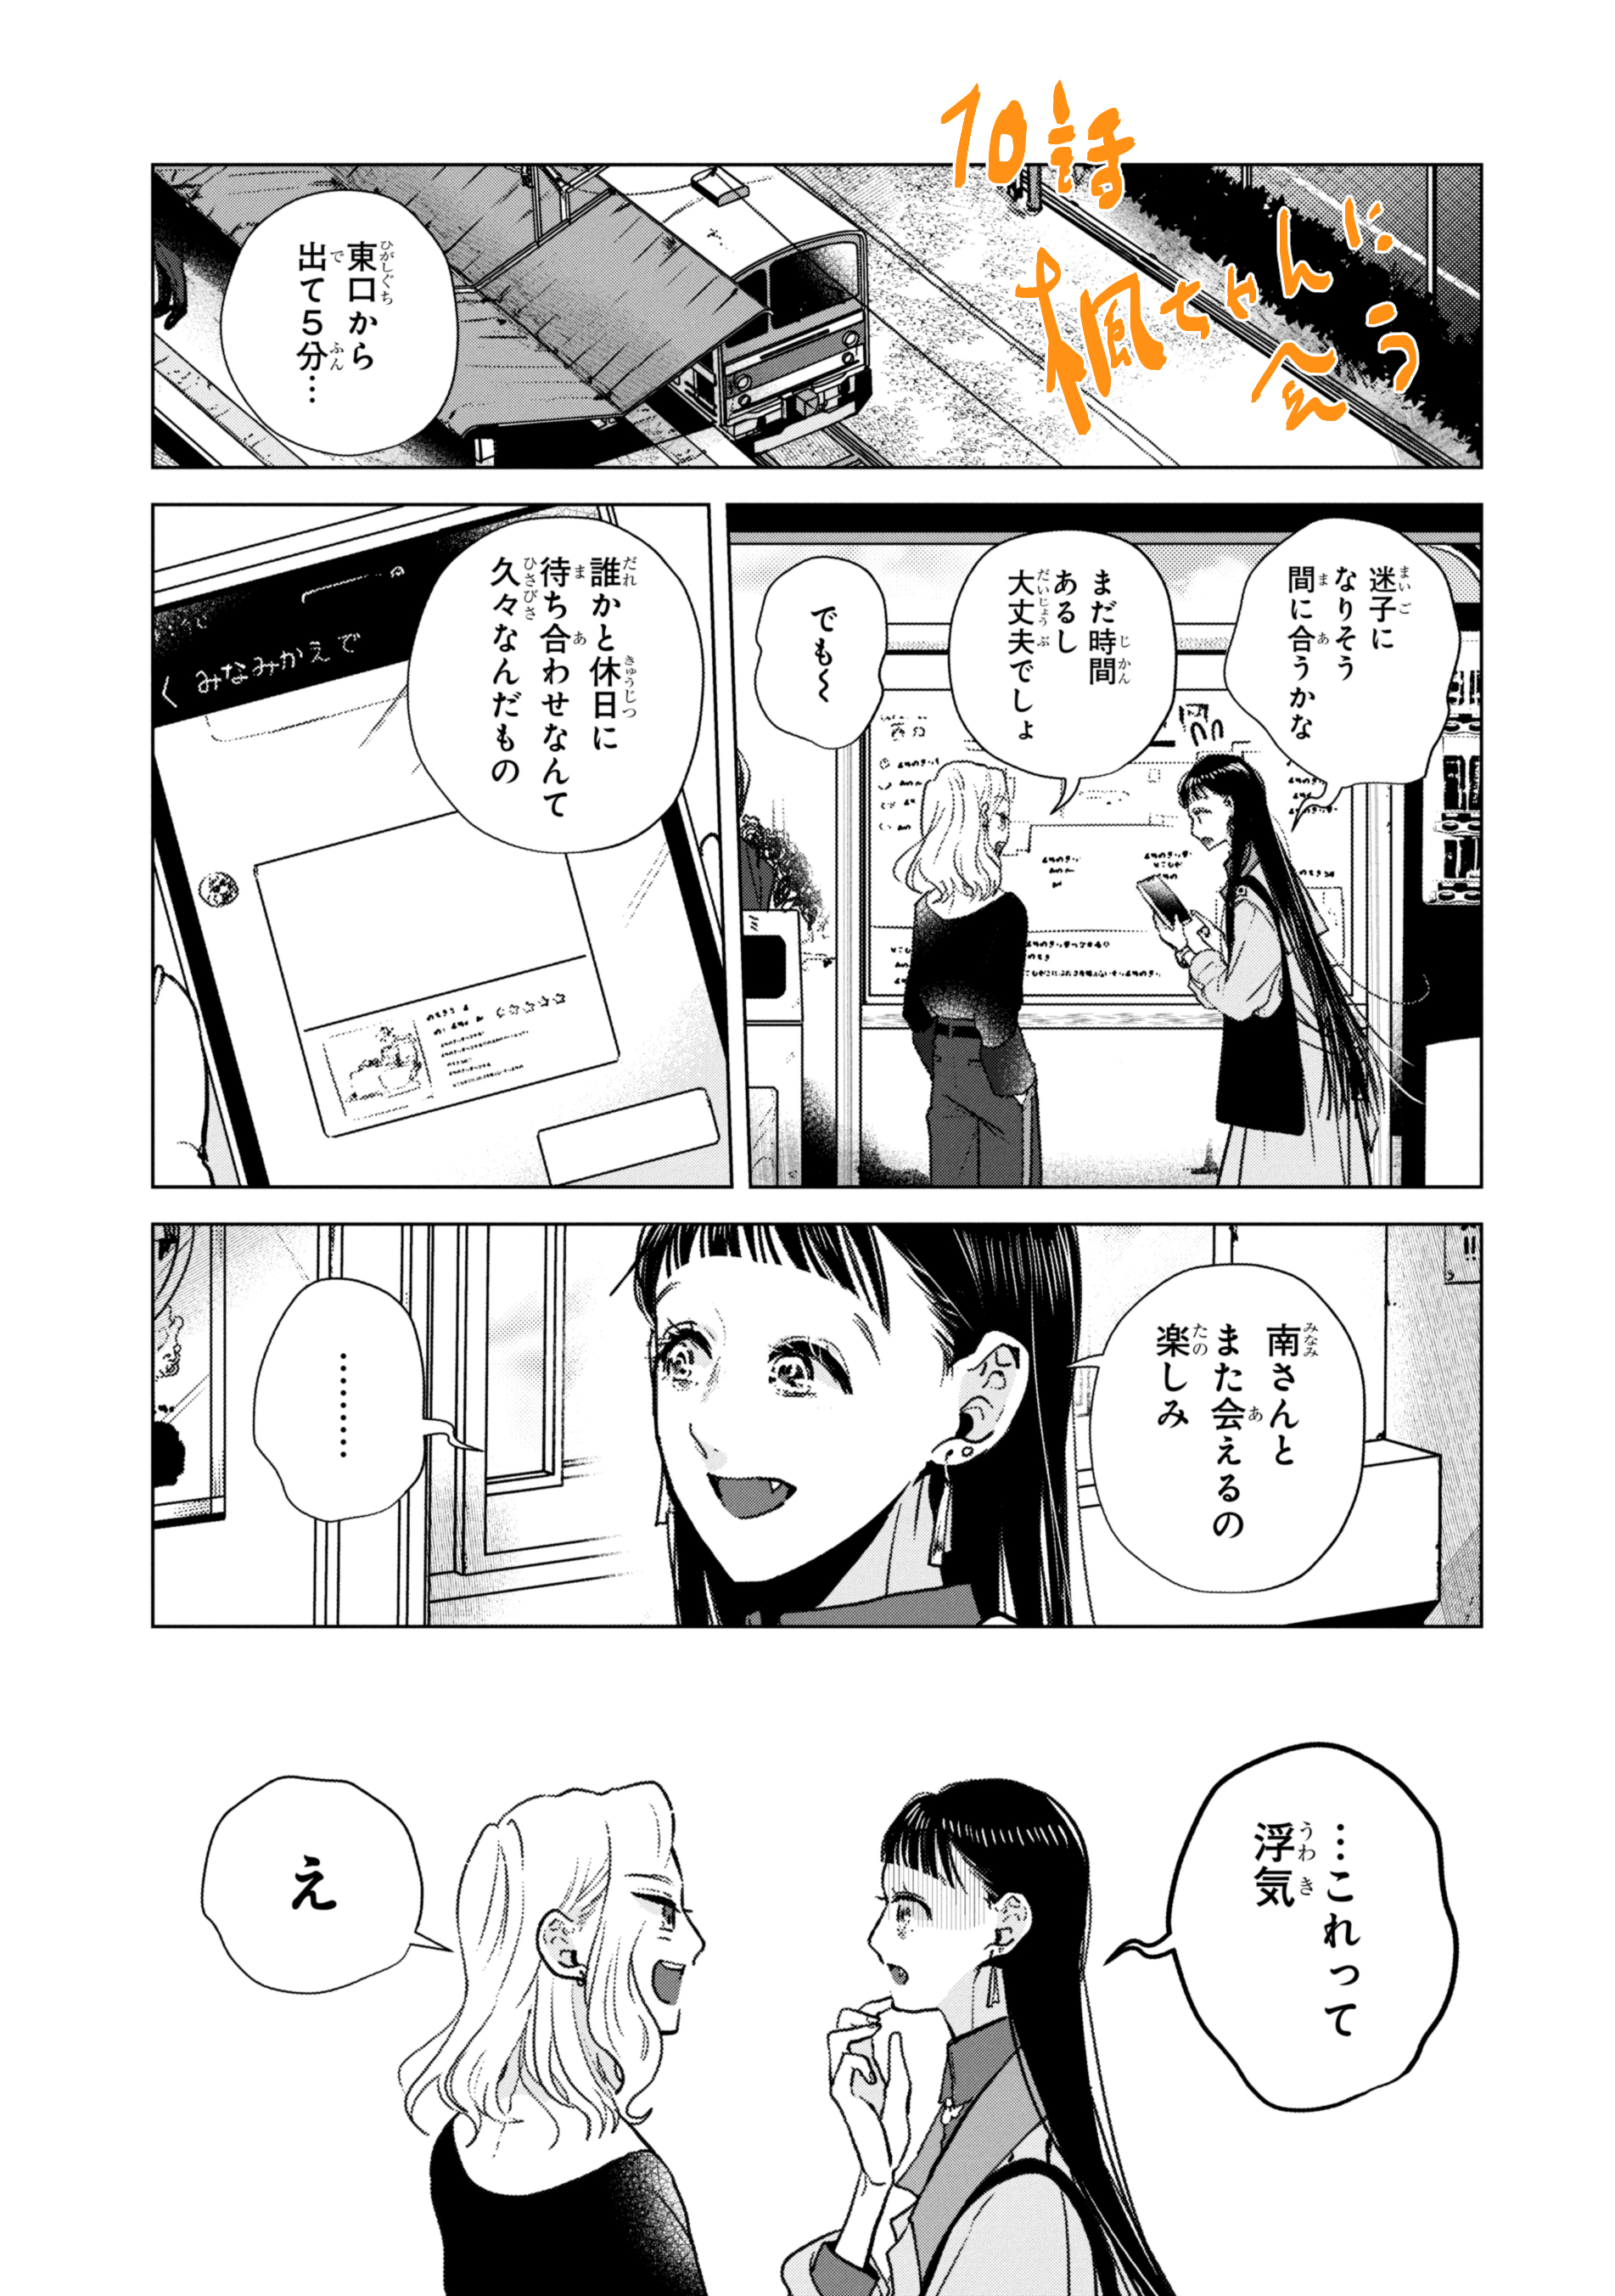 10話
楓ちゃんに
会う
東口から
出て5分…
迷子に
なりそう
間に合うかな
まだ時間
あるし
大丈夫でしょ
でも〜
誰かと休日に
待ち合わせなんて
久々なんだもの
みなみかえで
南さんと
また会えるの
楽しみ
………
…これって
浮気
え